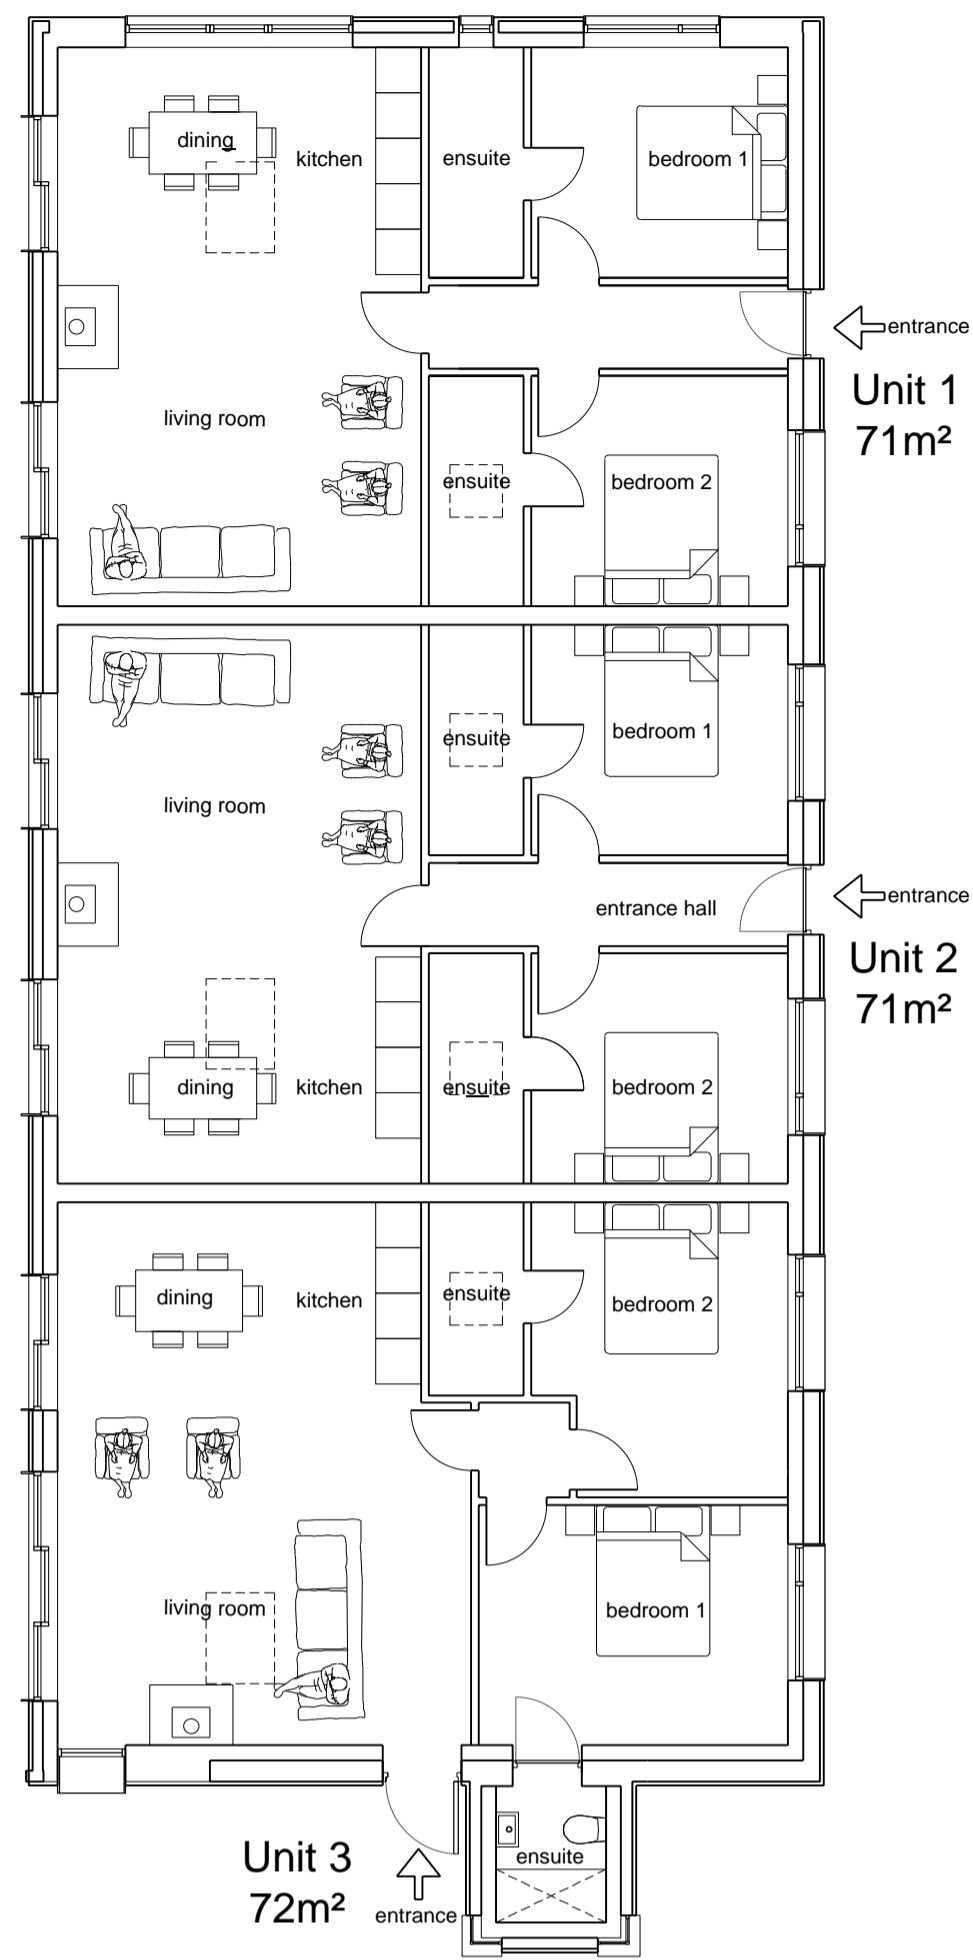 dining
kitchen
ensuite
bedroom 1
entrance
Unit 1
71m²
living room
ensuite
bedroom 2
ensuite
bedroom 1
living room
entrance
entrance hall
Unit 2
71m²
dining
kitchen
ensuite
bedroom 2
dining
kitchen
ensuite
bedroom 2
living room
bedroom 1
Unit 3
72m²
entrance
ensuite